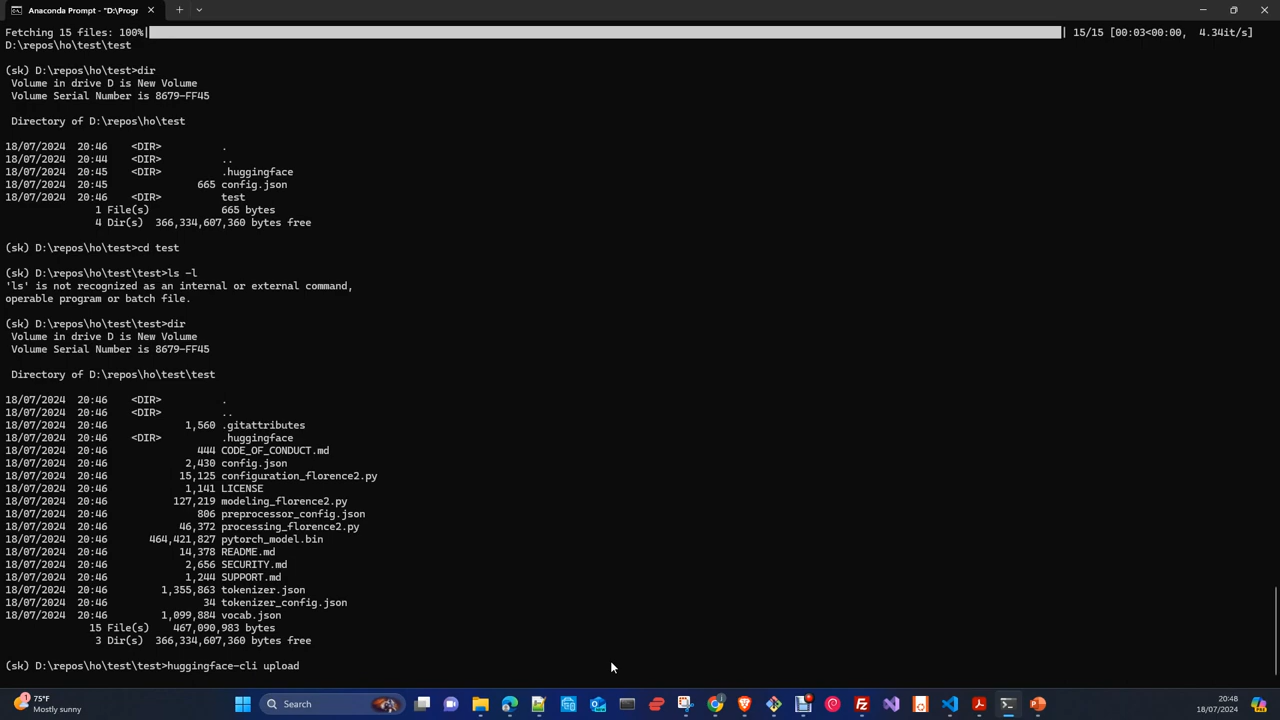 Anaconda Prompt - "D:\Progr
Fetching 15 files: 100%| | 15/15 [00:03<00:00, 4.34it/s]
D:\repos\ho\test\test
(sk) D:\repos\ho\test>dir
Volume in drive D is New Volume
Volume Serial Number is 8679-FF45
Directory of D:\repos\ho\test
18/07/2024 20:46 <DIR> .
18/07/2024 20:44 <DIR> ..
18/07/2024 20:45 <DIR> .huggingface
18/07/2024 20:45 665 config.json
18/07/2024 20:46 <DIR> test
1 File(s) 665 bytes
4 Dir(s) 366,334,607,360 bytes free
(sk) D:\repos\ho\test>cd test
(sk) D:\repos\ho\test\test>ls -l
'ls' is not recognized as an internal or external command,
operable program or batch file.
(sk) D:\repos\ho\test\test>dir
Volume in drive D is New Volume
Volume Serial Number is 8679-FF45
Directory of D:\repos\ho\test\test
18/07/2024 20:46 <DIR> .
18/07/2024 20:46 <DIR> ..
18/07/2024 20:46 1,560 .gitattributes
18/07/2024 20:46 <DIR> .huggingface
18/07/2024 20:46 444 CODE_OF_CONDUCT.md
18/07/2024 20:46 2,430 config.json
18/07/2024 20:46 15,125 configuration_florence2.py
18/07/2024 20:46 1,141 LICENSE
18/07/2024 20:46 127,219 modeling_florence2.py
18/07/2024 20:46 806 preprocessor_config.json
18/07/2024 20:46 46,372 processing_florence2.py
18/07/2024 20:46 464,421,827 pytorch_model.bin
18/07/2024 20:46 14,378 README.md
18/07/2024 20:46 2,656 SECURITY.md
18/07/2024 20:46 1,244 SUPPORT.md
18/07/2024 20:46 1,355,863 tokenizer.json
18/07/2024 20:46 34 tokenizer_config.json
18/07/2024 20:46 1,099,884 vocab.json
15 File(s) 467,090,983 bytes
3 Dir(s) 366,334,607,360 bytes free
(sk) D:\repos\ho\test\test>huggingface-cli upload
75°F
Mostly sunny
Search
20:48
18/07/2024